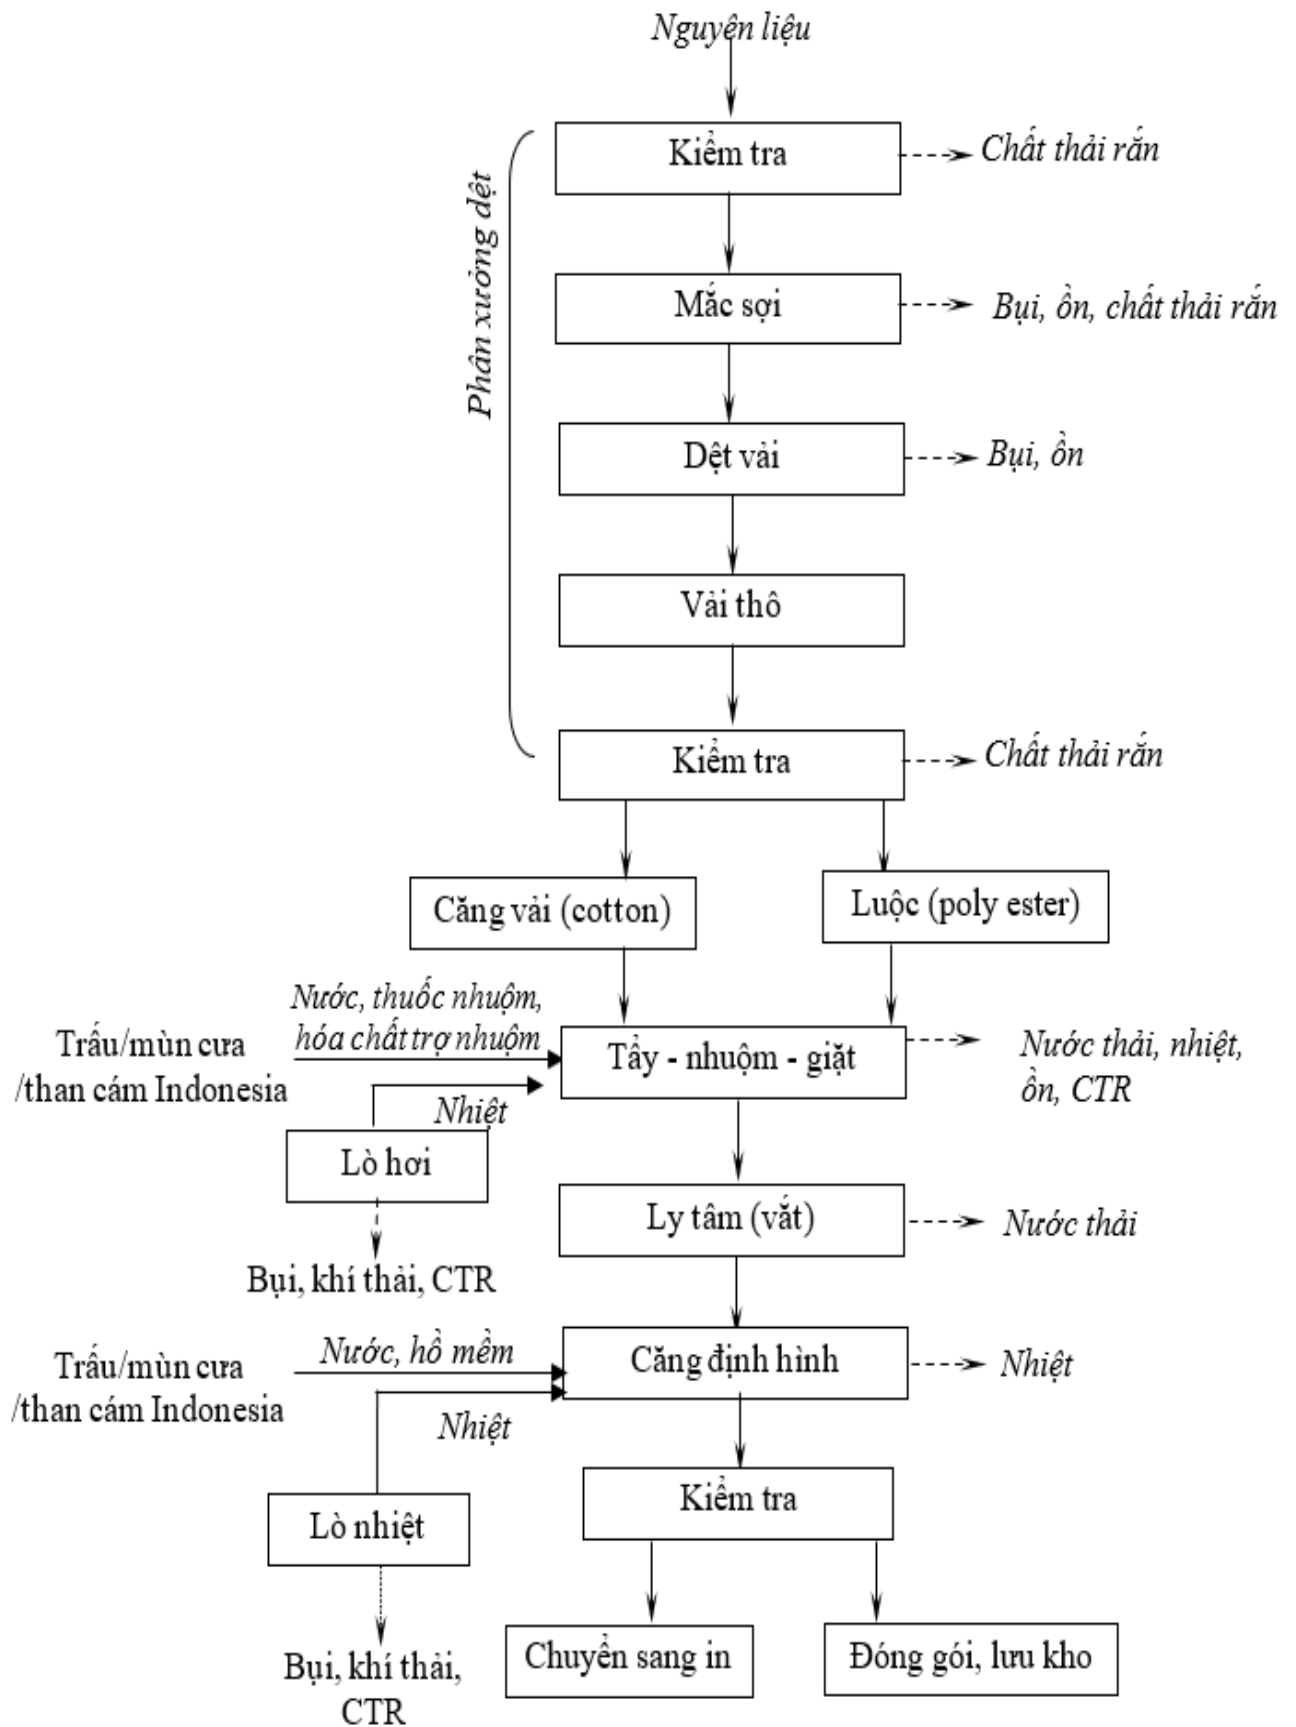 Nguyên liệu
Kiểm tra
Chất thải rắn
Phân xưởng dệt
Mắc sợi
Bụi, ồn, chất thải rắn
Dệt vải
Bụi, ồn
Vải thô
Kiểm tra
Chất thải rắn
Căng vải (cotton)
Luộc (poly ester)
Nước, thuốc nhuộm,
hóa chất trợ nhuộm
Trấu/mùn cưa
/than cám Indonesia
Tẩy - nhuộm - giặt
Nước thải, nhiệt,
ồn, CTR
Nhiệt
Lò hơi
Bụi, khí thải, CTR
Ly tâm (vắt)
Nước thải
Nước, hồ mềm
Trấu/mùn cưa
/than cám Indonesia
Căng định hình
Nhiệt
Nhiệt
Kiểm tra
Lò nhiệt
Bụi, khí thải,
CTR
Chuyển sang in
Đóng gói, lưu kho